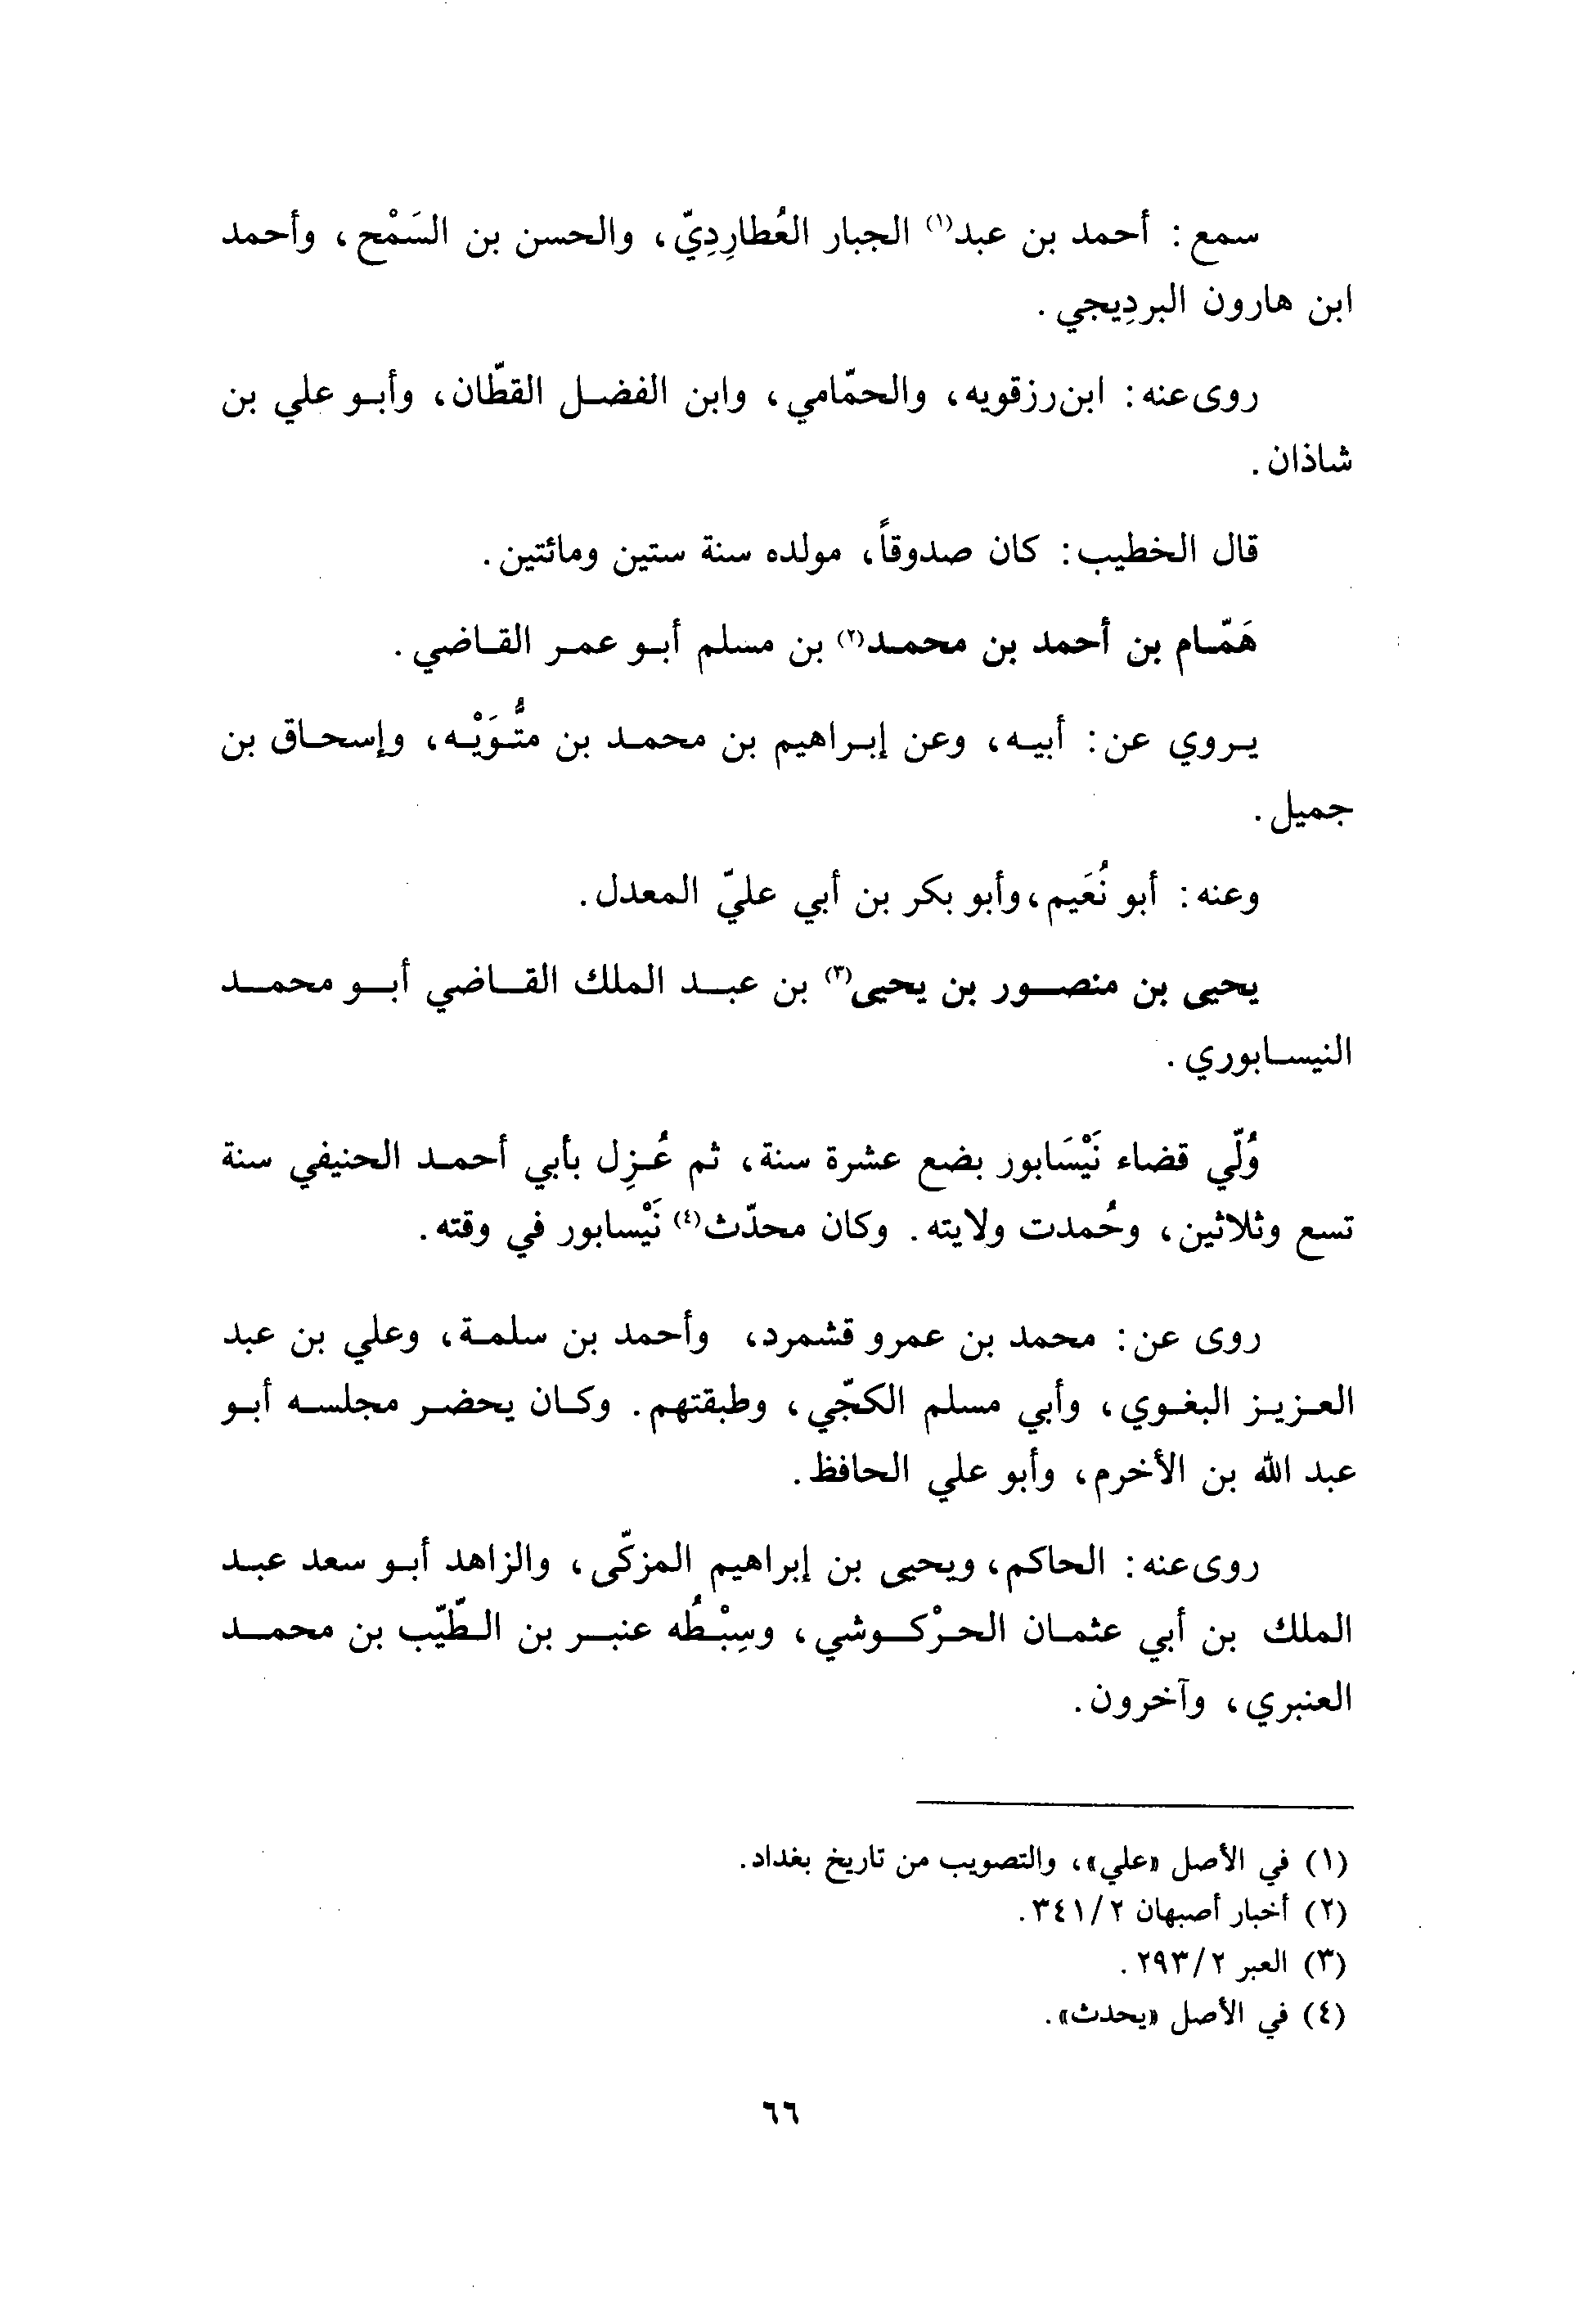 سمع : أحمد بن عبد(١) الجبار العُطارِدِيّ، والحسن بن السَمْح، وأحمد
ابن هارون البردِيجي .
روى عنه : ابن رزقويه، والحمّامي، وابن الفضل القطّان، وأبو علي بن
شاذان .
قال الخطيب : كان صدوقاً، مولده سنة ستين ومائتين .
هَمّام بن أحمد بن محمد(٢) بن مسلم أبو عمر القاضي .
يروي عن : أبيه، وعن إبراهيم بن محمد بن متُّوَيْه، وإسحاق بن
جميل .
وعنه : أبو نُعَيم، وأبو بكر بن أبي عليّ المعدل .
يحيى بن منصور بن يحيى(٣) بن عبد الملك القاضي أبو محمد
النيسابوري .
وُلّي قضاء نَيْسَابور بضع عشرة سنة، ثم عُزِل بأبي أحمد الحنيفي سنة
تسع وثلاثين، وحُمدت ولايته . وكان محدّث(٤) نَيْسابور في وقته .
روى عن : محمد بن عمرو قشمرد، وأحمد بن سلمة، وعلي بن عبد
العزيز البغوي، وأبي مسلم الكجّي، وطبقتهم . وكان يحضر مجلسه أبو
عبد الله بن الأخرم، وأبو علي الحافظ .
روى عنه : الحاكم، ويحيى بن إبراهيم المزكّى، والزاهد أبو سعد عبد
الملك بن أبي عثمان الحرْكوشي، وسِبْطُه عنبر بن الطّيّب بن محمد
العنبري، وآخرون .
(١) في الأصل «علي»، والتصويب من تاريخ بغداد .
(٢) أخبار أصبهان ٣٤١/٢ .
(٣) العبر ٢٩٣/٢ .
(٤) في الأصل «يحدث» .
٦٦